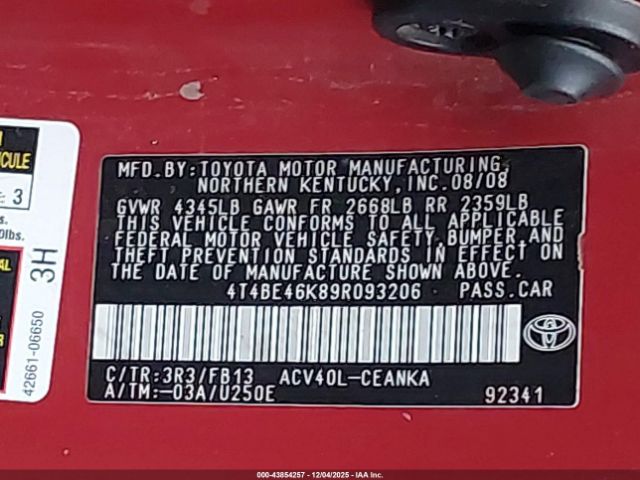 MFD.BY:TOYOTA MOTOR MANUFACTURING,
NORTHERN KENTUCKY,INC.08/08
GVWR 4345LB GAWR FR 2668LB RR 2359LB
THIS VEHICLE CONFORMS TO ALL APPLICABLE
FEDERAL MOTOR VEHICLE SAFETY,BUMPER,AND
THEFT PREVENTION STANDARDS IN EFFECT ON
THE DATE OF MANUFACTURE SHOWN ABOVE.
4T4BE46K89R093206 PASS.CAR
C/TR:3R3/FB13 ACV40L-CEANKA
A/TM:-03A/U250E 92341
3
3H
42661-06650
000-43854257 - 12/04/2025 - IAA Inc.